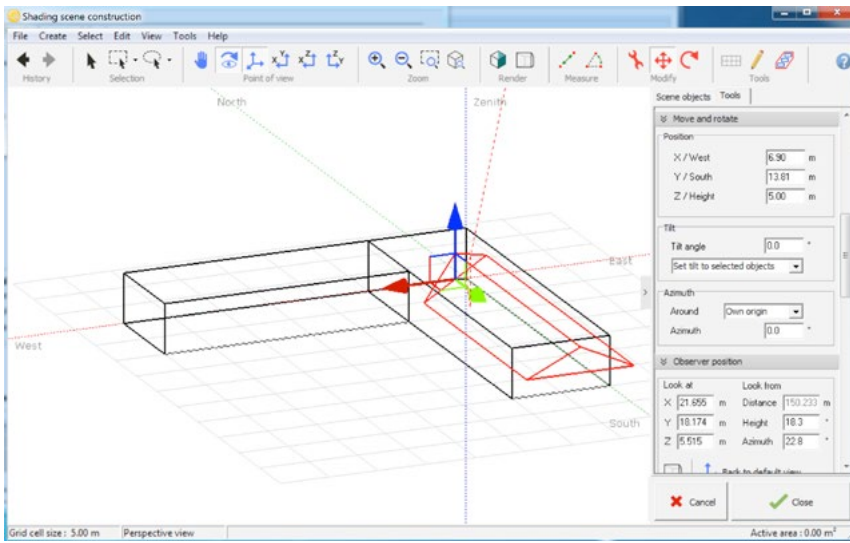 Shading scene construction
File Create Select Edit View Tools Help
History Selection Point of view Zoom Render Measure Modify Tools
North
Zenith
East
West
South
Scene objects Tools
Move and rotate
Position
X / West 6.90 m
Y / South 13.81 m
Z / Height 5.00 m
Tilt
Tilt angle 0.0 °
Set tilt to selected objects
Azimuth
Around Own origin
Azimuth 0.0 °
Observer position
Look at Look from
X 21.655 m Distance 150.233 m
Y 18.174 m Height 18.3 °
Z 5.515 m Azimuth 22.8 °
Back to default view
Cancel Close
Grid cell size : 5.00 m Perspective view Active area : 0.00 m²